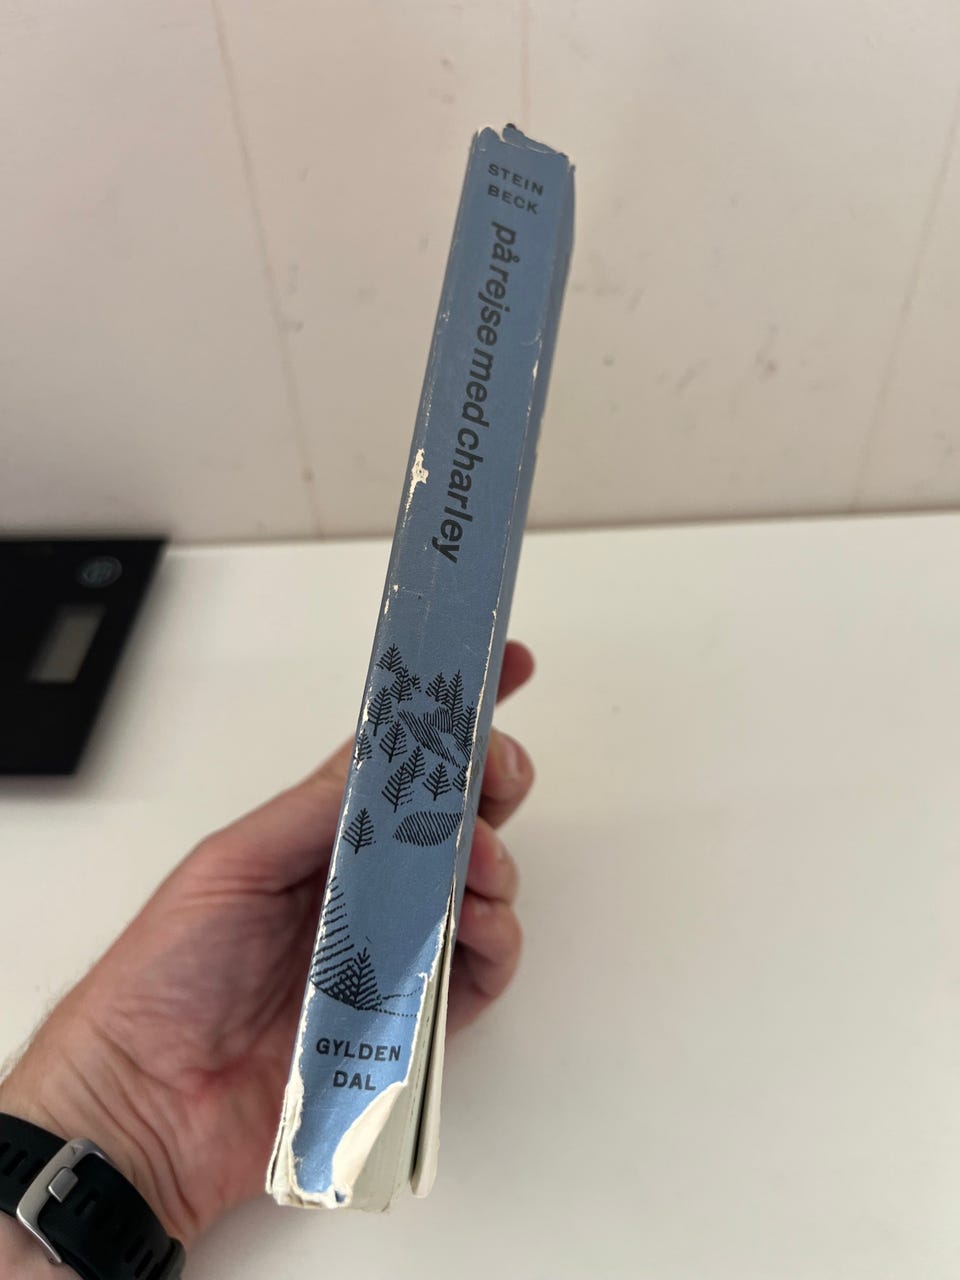 STEIN
BECK
på rejse med charley
GYLDEN
DAL